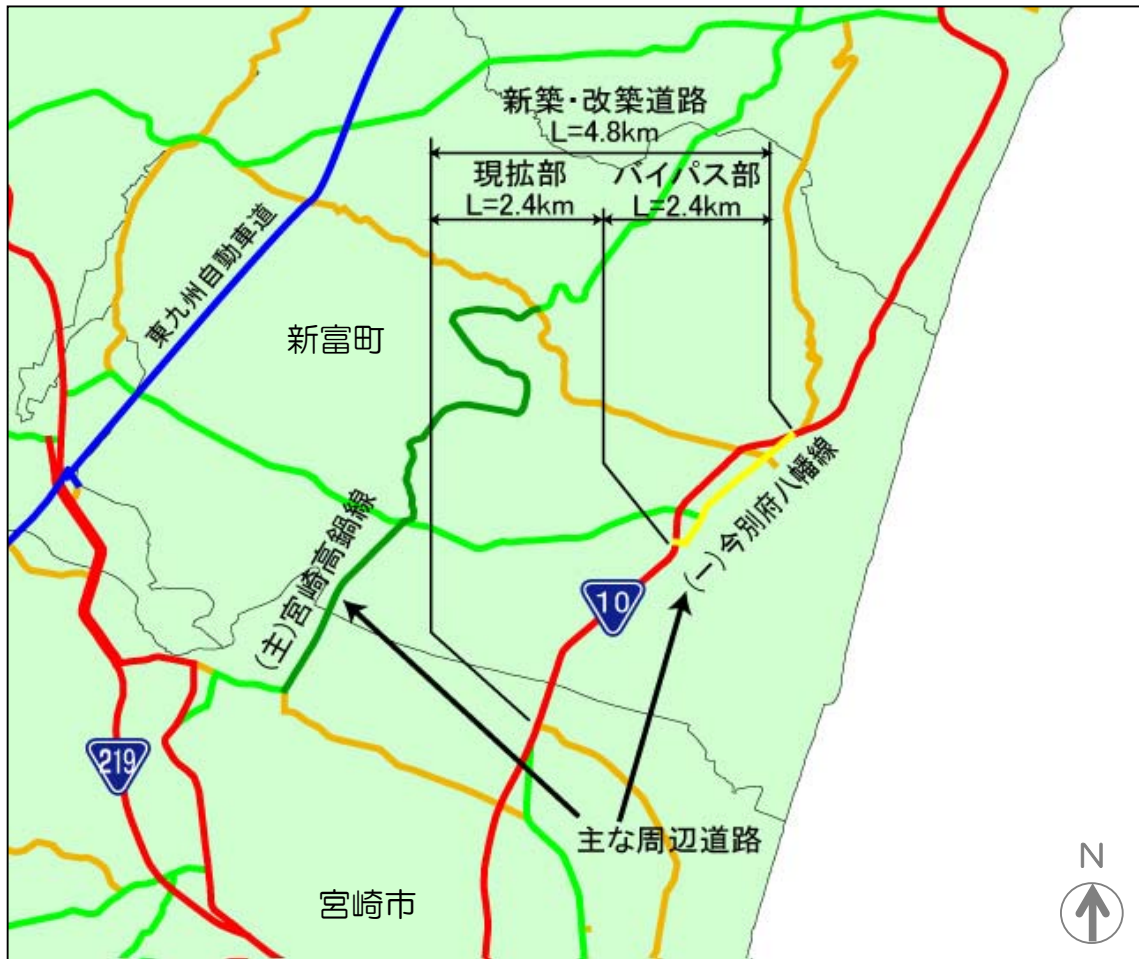 新築・改築道路
L=4.8km
現拡部
L=2.4km
バイパス部
L=2.4km
東九州自動車道
新富町
(主)宮崎高鍋線
(一)今別府八幡線
10
219
主な周辺道路
宮崎市
N